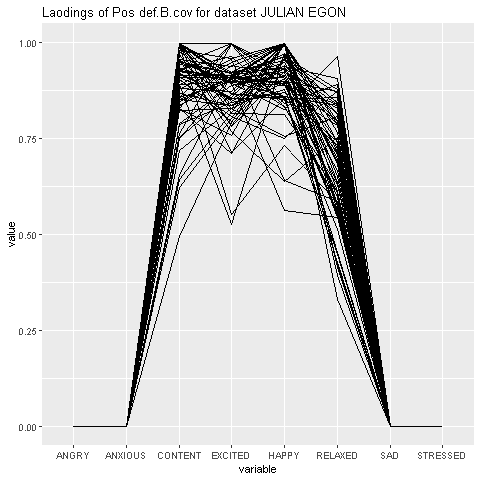 Laodings of Pos def.B.cov for dataset JULIAN EGON
1.00
0.75
0.50
0.25
0.00
value
ANGRY ANXIOUS CONTENT EXCITED HAPPY RELAXED SAD STRESSED
variable